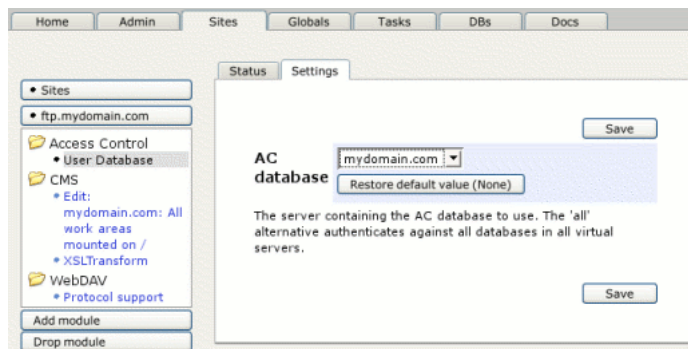 Home Admin Sites Globals Tasks DBs Docs
Status Settings
Sites
ftp.mydomain.com
Access Control
User Database
CMS
Edit:
mydomain.com: All
work areas
mounted on /
XSLTransform
WebDAV
Protocol support
Add module
Drop module
Save
AC
database
mydomain.com
Restore default value (None)
The server containing the AC database to use. The 'all'
alternative authenticates against all databases in all virtual
servers.
Save